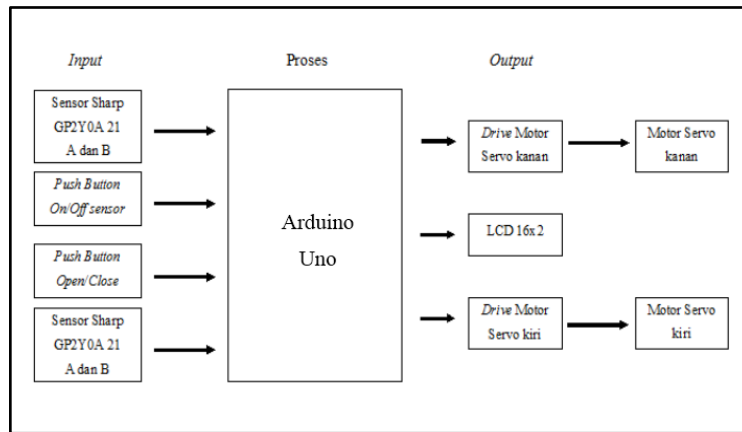 Input
Proses
Output
Sensor Sharp
GP2Y0A 21
A dan B
Push Button
On/Off sensor
Push Button
Open/Close
Sensor Sharp
GP2Y0A 21
A dan B
Arduino
Uno
Drive Motor
Servo kanan
Motor Servo
kanan
LCD 16x2
Drive Motor
Servo kiri
Motor Servo
kiri